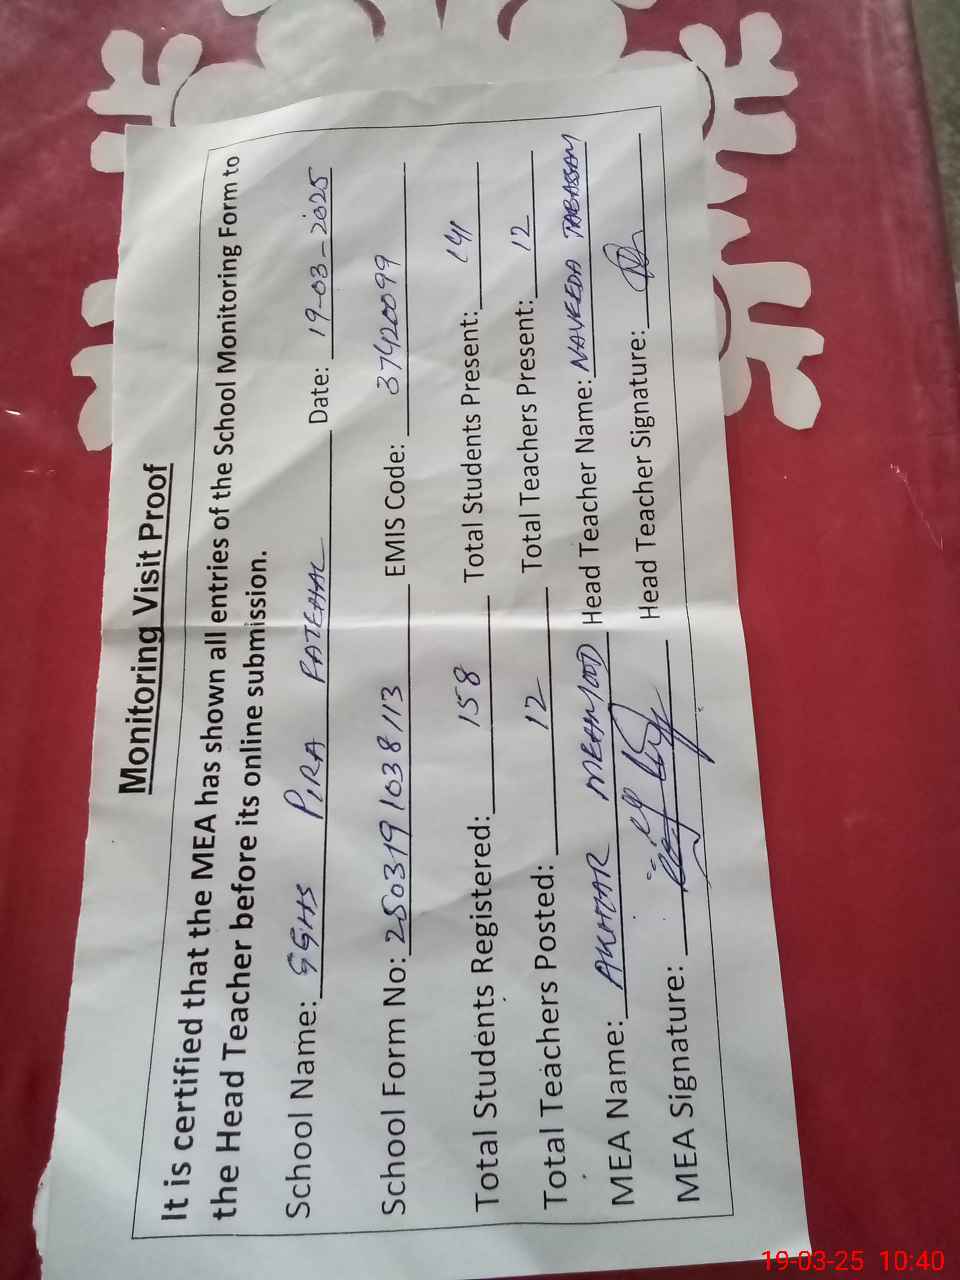 Monitoring Visit Proof
It is certified that the MEA has shown all entries of the School Monitoring Form to
the Head Teacher before its online submission.
School Name: GGHS PIRA FATEHAL Date: 19-03-2025
School Form No: 2503191038113 EMIS Code: 37420099
Total Students Registered: 158 Total Students Present: 141
Total Teachers Posted: 12 Total Teachers Present: 12
MEA Name: AKHTAR MEAHMOOD Head Teacher Name: NAVEEDA TABASSAM
MEA Signature: Head Teacher Signature:
19-03-25 10:40